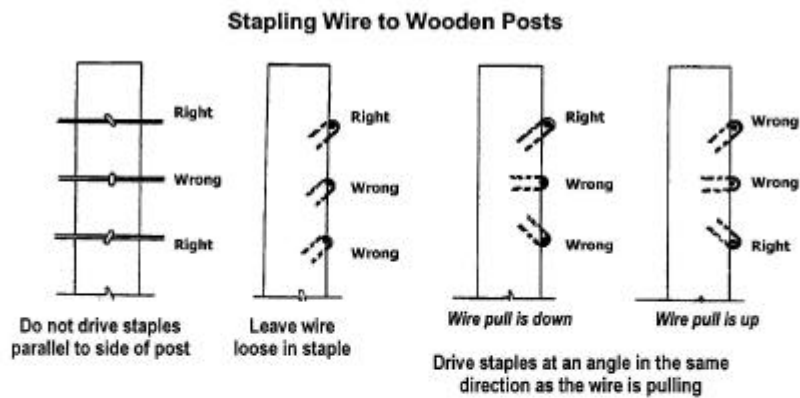 Stapling Wire to Wooden Posts
Right
Wrong
Right
Do not drive staples
parallel to side of post
Right
Wrong
Wrong
Leave wire
loose in staple
Right
Wrong
Wrong
Wire pull is down
Wrong
Wrong
Right
Wire pull is up
Drive staples at an angle in the same
direction as the wire is pulling